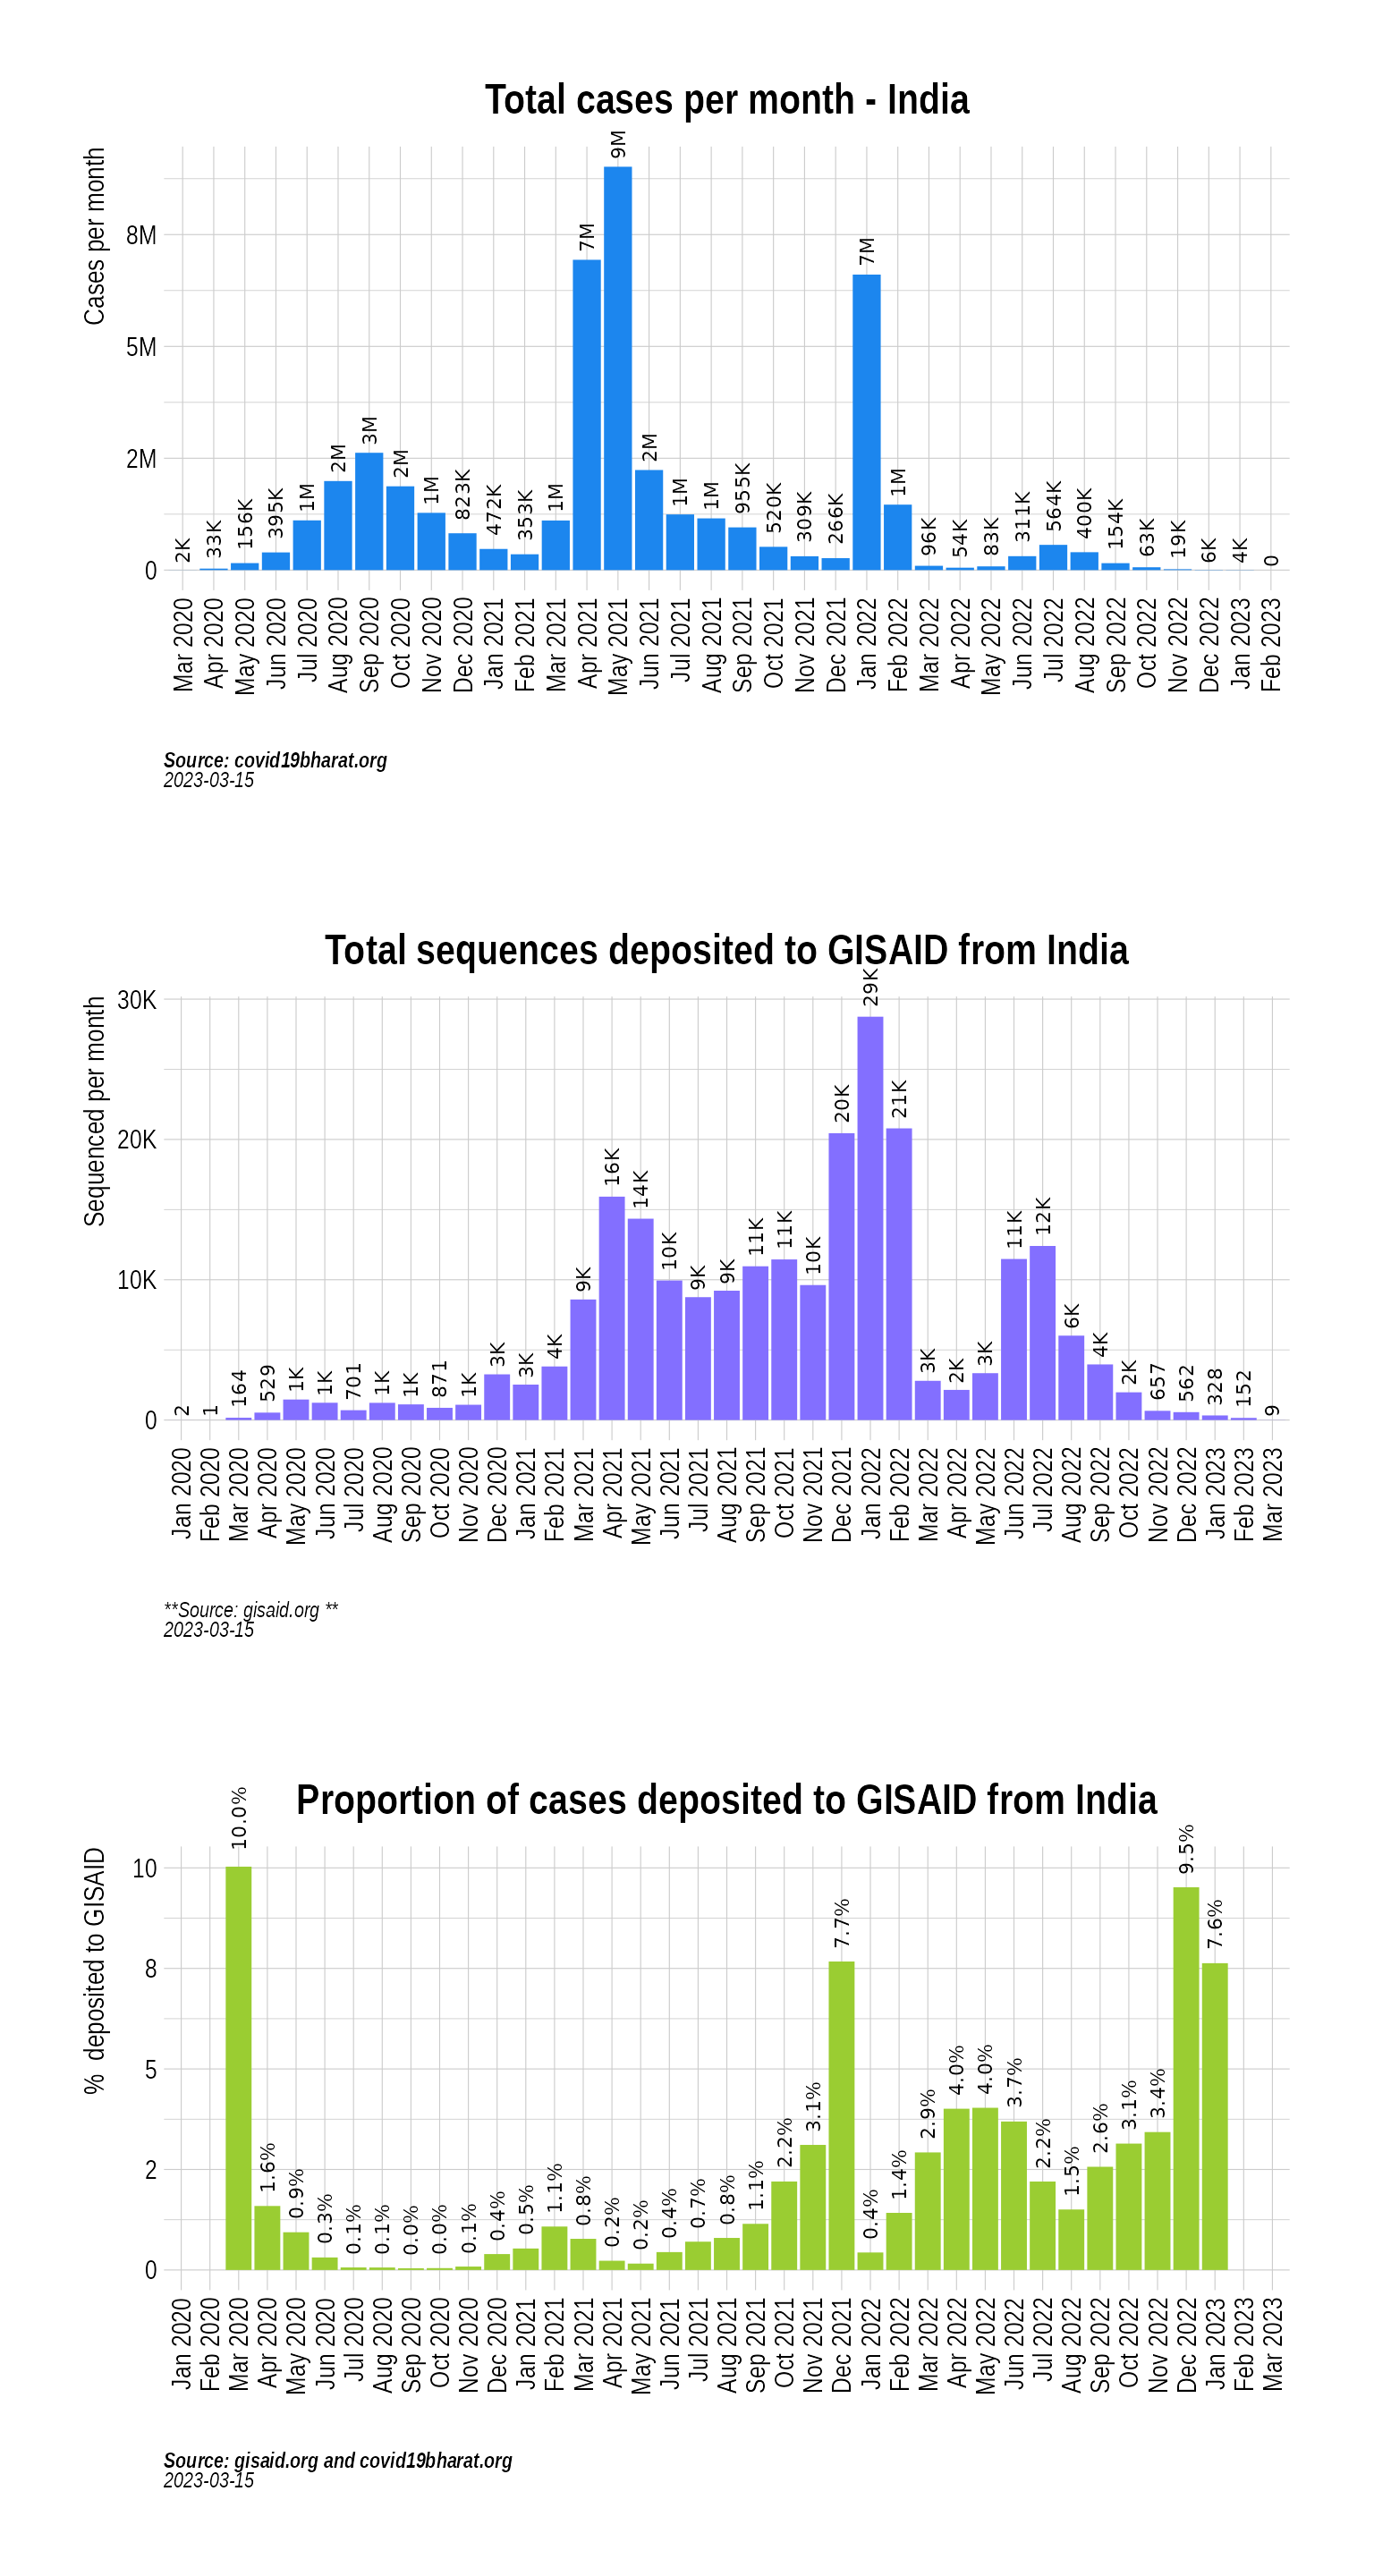 Total cases per month - India
Cases per month
8M
5M
2M
0
2K 33K 156K 395K 1M 2M 3M 2M 1M 823K 472K 353K 1M 7M 9M 2M 1M 1M 955K 520K 309K 266K 7M 1M 96K 54K 83K 311K 564K 400K 154K 63K 19K 6K 4K 0
Mar 2020 Apr 2020 May 2020 Jun 2020 Jul 2020 Aug 2020 Sep 2020 Oct 2020 Nov 2020 Dec 2020 Jan 2021 Feb 2021 Mar 2021 Apr 2021 May 2021 Jun 2021 Jul 2021 Aug 2021 Sep 2021 Oct 2021 Nov 2021 Dec 2021 Jan 2022 Feb 2022 Mar 2022 Apr 2022 May 2022 Jun 2022 Jul 2022 Aug 2022 Sep 2022 Oct 2022 Nov 2022 Dec 2022 Jan 2023 Feb 2023
Source: covid19bharat.org
2023-03-15
Total sequences deposited to GISAID from India
Sequenced per month
30K
20K
10K
0
2 1 164 529 1K 1K 701 1K 1K 871 1K 3K 3K 4K 9K 16K 14K 10K 9K 9K 11K 11K 10K 20K 29K 21K 3K 2K 3K 11K 12K 6K 4K 2K 657 562 328 152 9
Jan 2020 Feb 2020 Mar 2020 Apr 2020 May 2020 Jun 2020 Jul 2020 Aug 2020 Sep 2020 Oct 2020 Nov 2020 Dec 2020 Jan 2021 Feb 2021 Mar 2021 Apr 2021 May 2021 Jun 2021 Jul 2021 Aug 2021 Sep 2021 Oct 2021 Nov 2021 Dec 2021 Jan 2022 Feb 2022 Mar 2022 Apr 2022 May 2022 Jun 2022 Jul 2022 Aug 2022 Sep 2022 Oct 2022 Nov 2022 Dec 2022 Jan 2023 Feb 2023 Mar 2023
**Source: gisaid.org **
2023-03-15
Proportion of cases deposited to GISAID from India
% deposited to GISAID
10
8
5
2
0
10.0% 1.6% 0.9% 0.3% 0.1% 0.1% 0.0% 0.0% 0.1% 0.4% 0.5% 1.1% 0.8% 0.2% 0.2% 0.4% 0.7% 0.8% 1.1% 2.2% 3.1% 7.7% 0.4% 1.4% 2.9% 4.0% 4.0% 3.7% 2.2% 1.5% 2.6% 3.1% 3.4% 9.5% 7.6%
Jan 2020 Feb 2020 Mar 2020 Apr 2020 May 2020 Jun 2020 Jul 2020 Aug 2020 Sep 2020 Oct 2020 Nov 2020 Dec 2020 Jan 2021 Feb 2021 Mar 2021 Apr 2021 May 2021 Jun 2021 Jul 2021 Aug 2021 Sep 2021 Oct 2021 Nov 2021 Dec 2021 Jan 2022 Feb 2022 Mar 2022 Apr 2022 May 2022 Jun 2022 Jul 2022 Aug 2022 Sep 2022 Oct 2022 Nov 2022 Dec 2022 Jan 2023 Feb 2023 Mar 2023
Source: gisaid.org and covid19bharat.org
2023-03-15